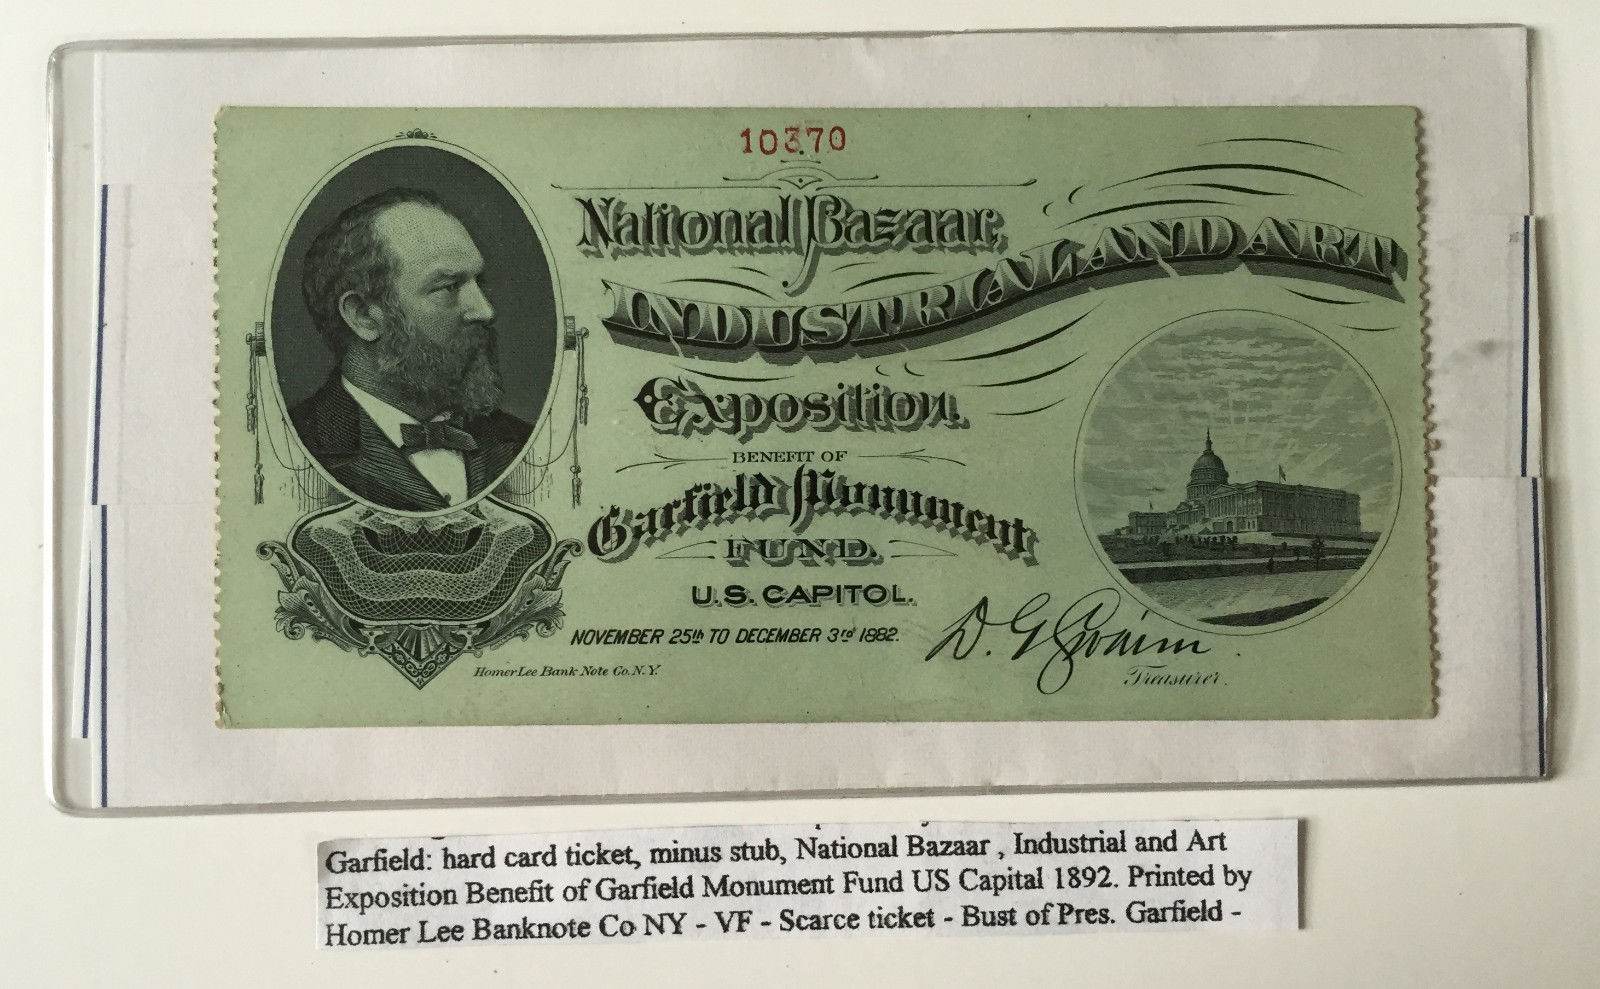 10370
National Bazaar,
INDUSTRIAL AND ART
Exposition.
BENEFIT OF
Garfield Monument
FUND.
U.S. CAPITOL.
NOVEMBER 25th TO DECEMBER 3rd 1882.
D. G. Swaim
Treasurer.
Homer Lee Bank Note Co. N.Y.
Garfield: hard card ticket, minus stub, National Bazaar , Industrial and Art
Exposition Benefit of Garfield Monument Fund US Capital 1892. Printed by
Homer Lee Banknote Co NY - VF - Scarce ticket - Bust of Pres. Garfield -